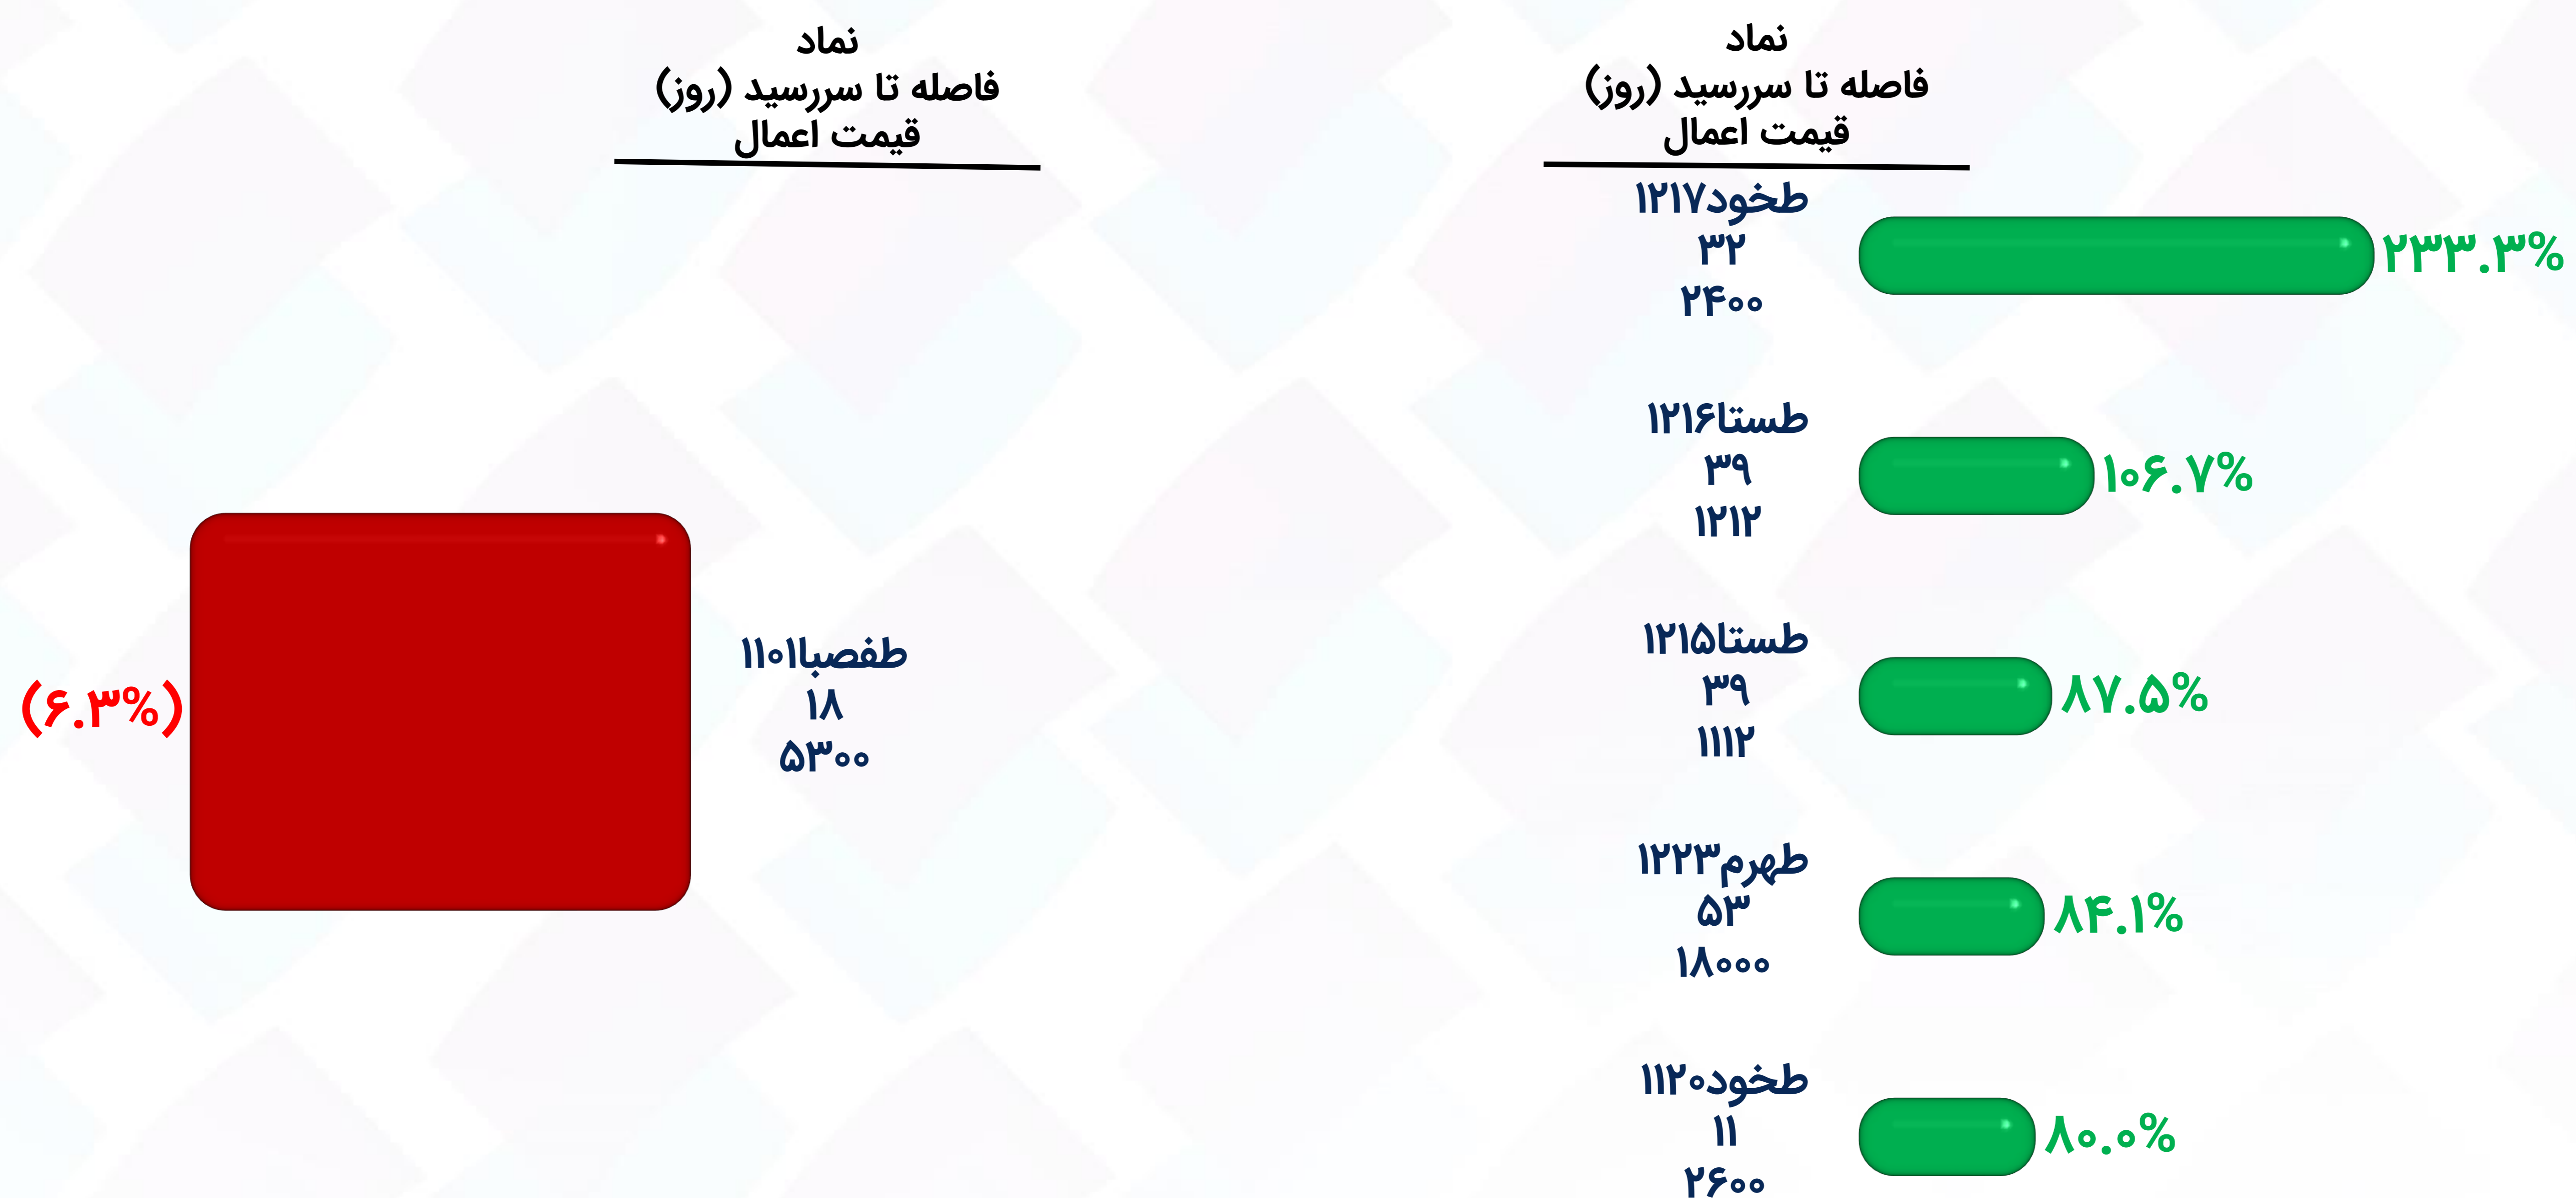 نماد
فاصله تا سررسید (روز)
قیمت اعمال
طخود۱۲۱۷
۳۲
۲۴۰۰
۲۳۳.۳%
طستا۱۲۱۶
۳۹
۱۲۱۲
۱۰۶.۷%
طستا۱۲۱۵
۳۹
۱۱۱۲
۸۷.۵%
طهرم۱۲۲۳
۵۳
۱۸۰۰۰
۸۴.۱%
طخود۱۱۲۰
۱۱
۲۶۰۰
۸۰.۰%
نماد
فاصله تا سررسید (روز)
قیمت اعمال
طفصبا۱۱۰۱
۱۸
۵۳۰۰
(۶.۳%)